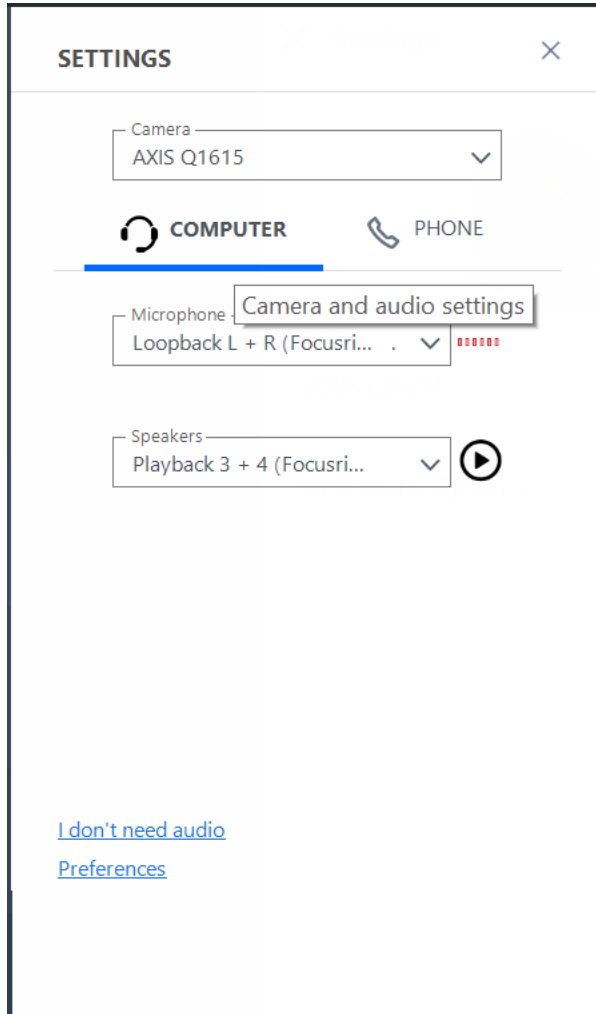 SETTINGS
Camera
AXIS Q1615
COMPUTER
PHONE
Camera and audio settings
Microphone
Loopback L + R (Focusri... .
Speakers
Playback 3 + 4 (Focusri...
I don't need audio
Preferences